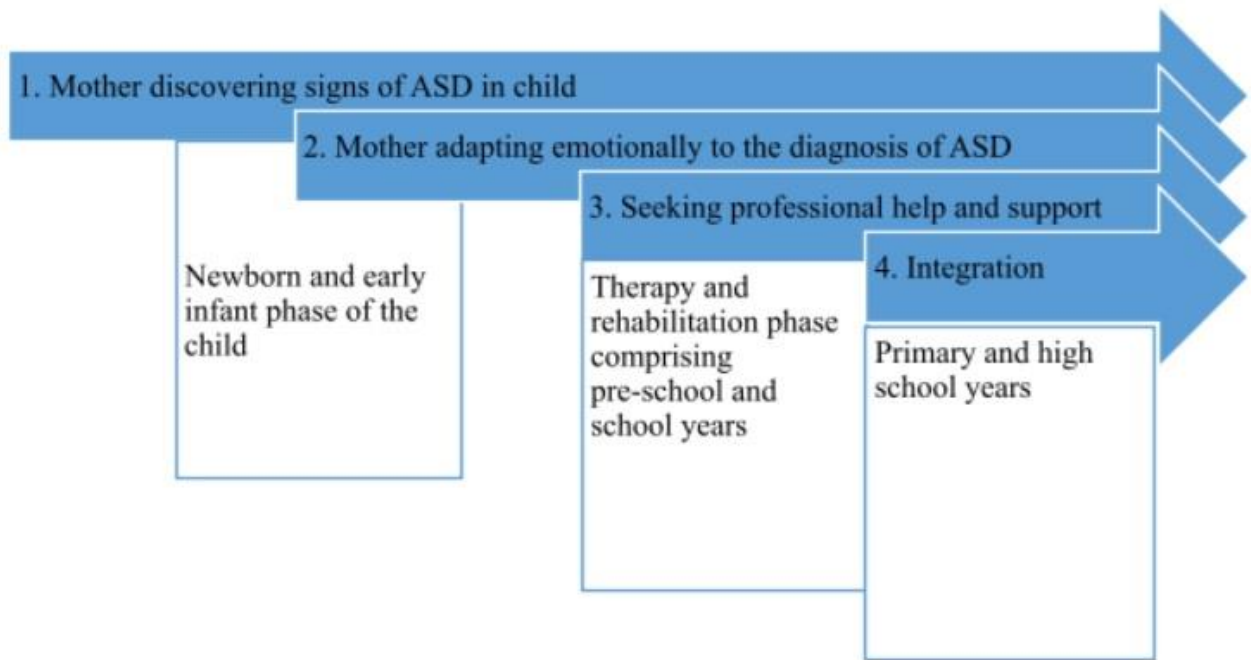 1. Mother discovering signs of ASD in child
2. Mother adapting emotionally to the diagnosis of ASD
3. Seeking professional help and support
4. Integration
Newborn and early
infant phase of the
child
Therapy and
rehabilitation phase
comprising
pre-school and
school years
Primary and high
school years